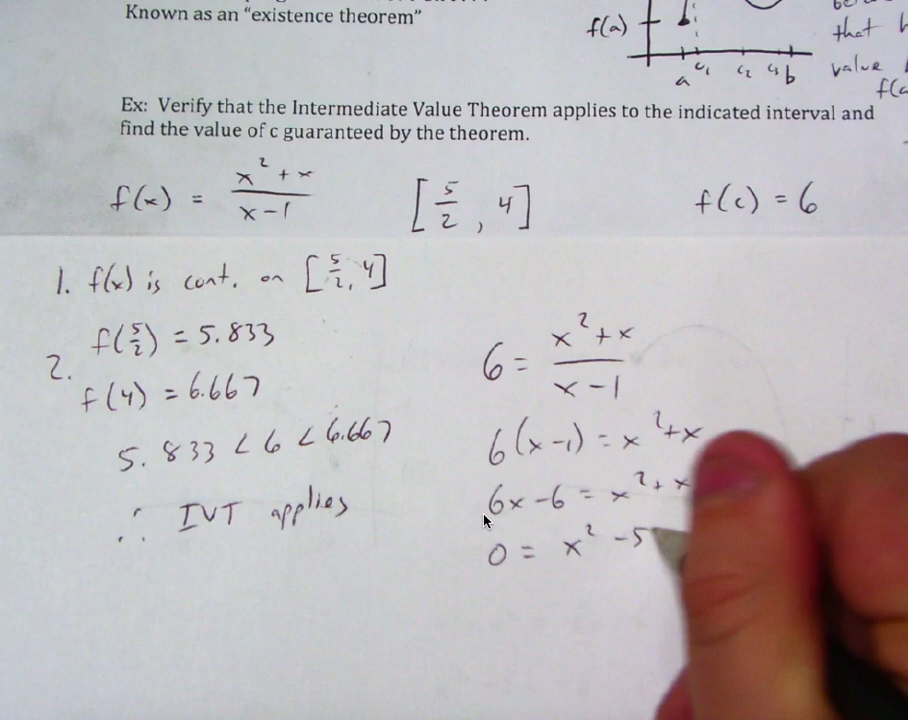 Known as an “existence theorem”
f(a)
a c₁ c₂ c₃ b
that
value
f(
Ex: Verify that the Intermediate Value Theorem applies to the indicated interval and
find the value of c guaranteed by the theorem.
f(x) = (x² + x)/(x - 1) [5/2, 4] f(c) = 6
1. f(x) is cont. on [5/2, 4]
2. f(5/2) = 5.833
f(4) = 6.667
5.833 < 6 < 6.667
∴ IVT applies
6 = (x² + x)/(x - 1)
6(x - 1) = x² + x
6x - 6 = x² + x
0 = x² - 5